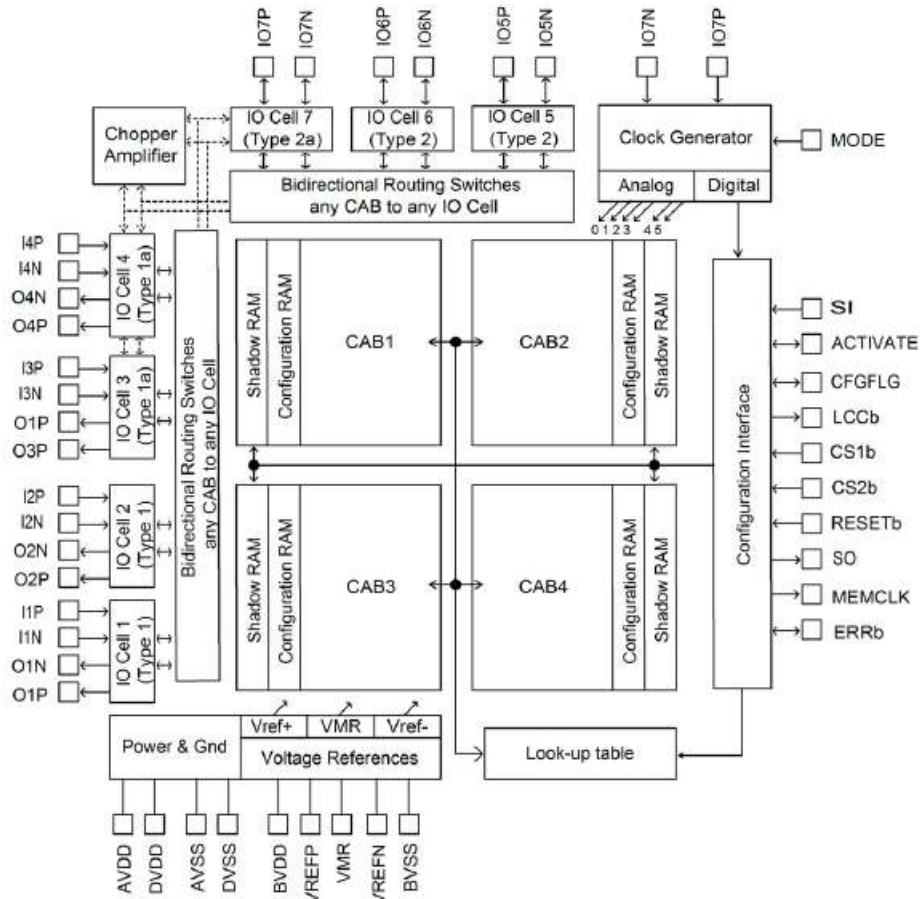 IO7P
IO7N
IO6P
IO6N
IO5P
IO5N
IO7N
IO7P
Chopper
Amplifier
IO Cell 7
(Type 2a)
IO Cell 6
(Type 2)
IO Cell 5
(Type 2)
Clock Generator
Analog
Digital
MODE
Bidirectional Routing Switches
any CAB to any IO Cell
0 1 2 3 4 5
I4P
I4N
O4N
O4P
IO Cell 4
(Type 1a)
I3P
I3N
O1P
O3P
IO Cell 3
(Type 1a)
I2P
I2N
O2N
O2P
IO Cell 2
(Type 1)
I1P
I1N
O1N
O1P
IO Cell 1
(Type 1)
Bidirectional Routing Switches
any CAB to any IO Cell
Shadow RAM
Configuration RAM
CAB1
CAB2
Configuration RAM
Shadow RAM
Shadow RAM
Configuration RAM
CAB3
CAB4
Configuration RAM
Shadow RAM
Configuration Interface
SI
ACTIVATE
CFGFLG
LCCb
CS1b
CS2b
RESETb
SO
MEMCLK
ERRb
Power & Gnd
Vref+
VMR
Vref-
Voltage References
Look-up table
AVDD
DVDD
AVSS
DVSS
BVDD
VREFP
VMR
VREFN
BVSS